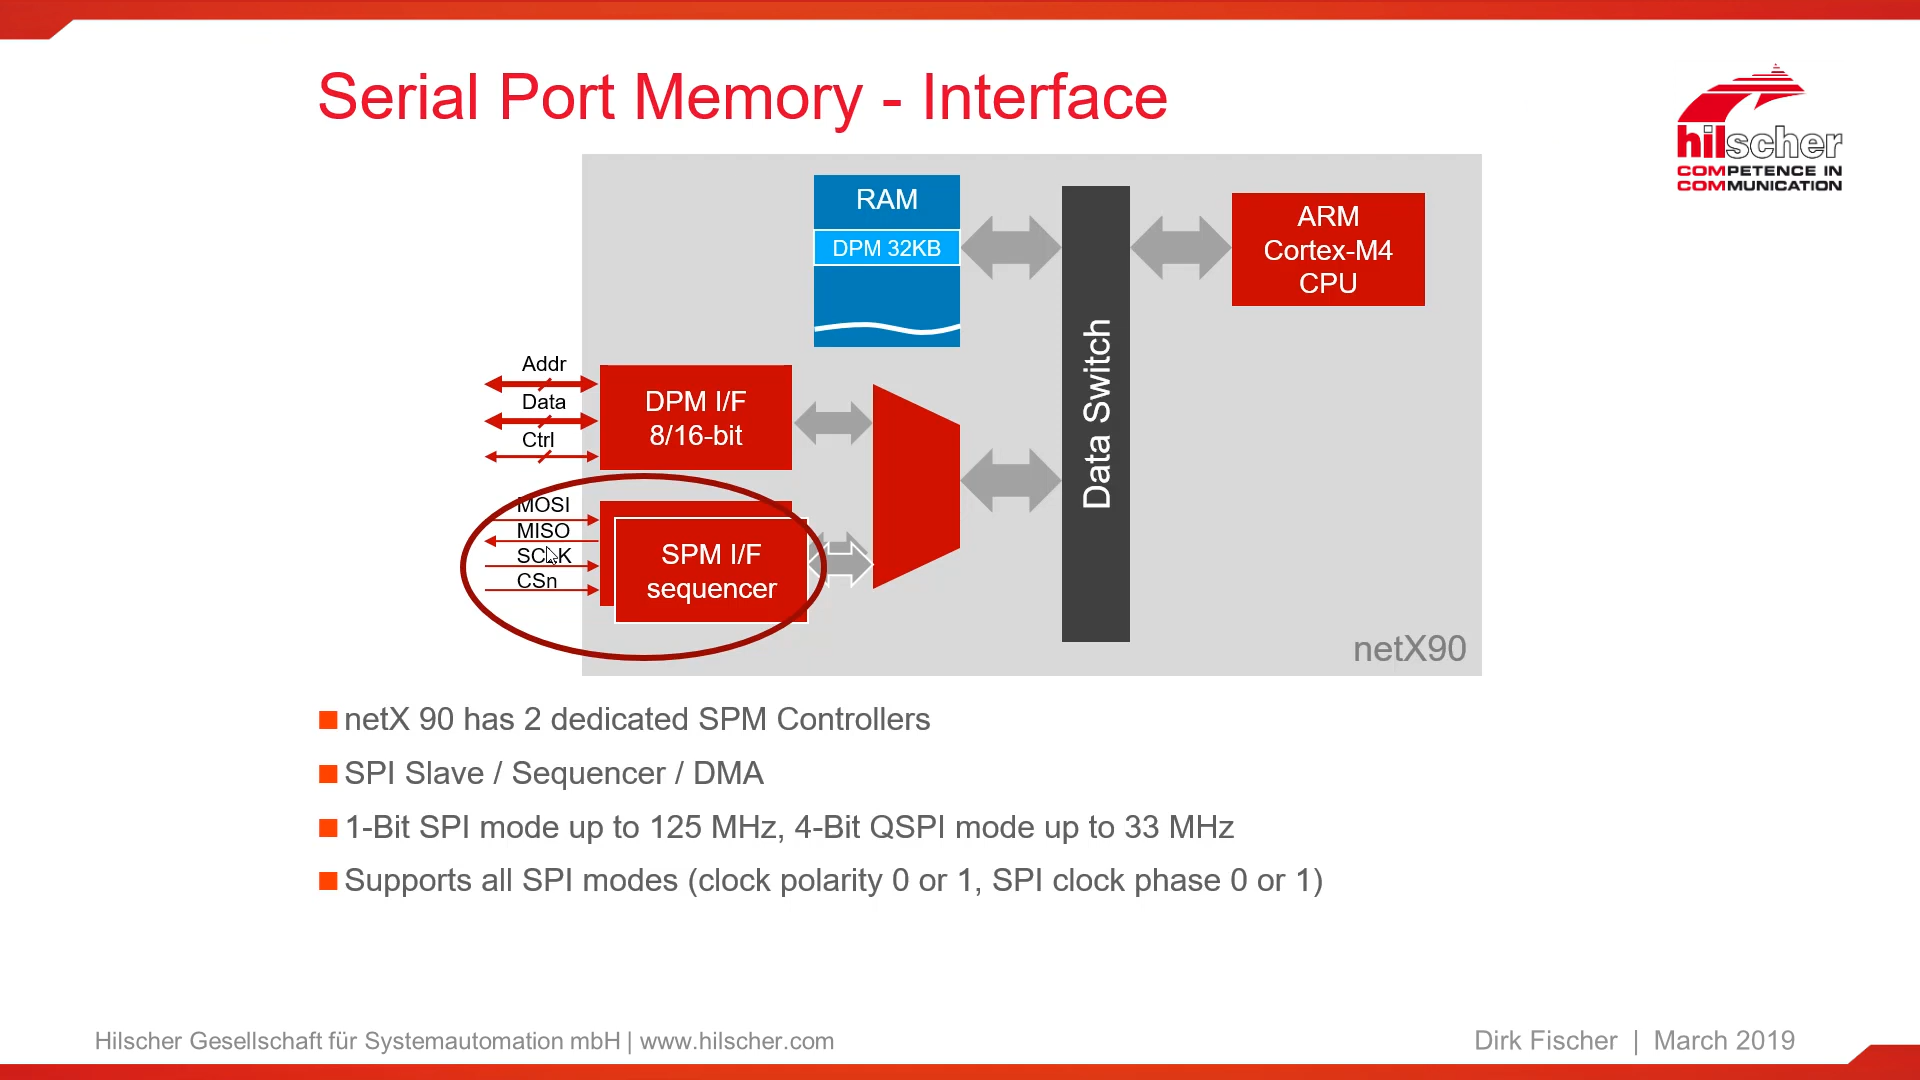 Serial Port Memory - Interface
hilscher
COMPETENCE IN
COMMUNICATION
RAM
DPM 32KB
ARM
Cortex-M4
CPU
Data Switch
Addr
Data
Ctrl
DPM I/F
8/16-bit
MOSI
MISO
SCLK
CSn
SPM I/F
sequencer
netX90
netX 90 has 2 dedicated SPM Controllers
SPI Slave / Sequencer / DMA
1-Bit SPI mode up to 125 MHz, 4-Bit QSPI mode up to 33 MHz
Supports all SPI modes (clock polarity 0 or 1, SPI clock phase 0 or 1)
Hilscher Gesellschaft für Systemautomation mbH | www.hilscher.com
Dirk Fischer | March 2019